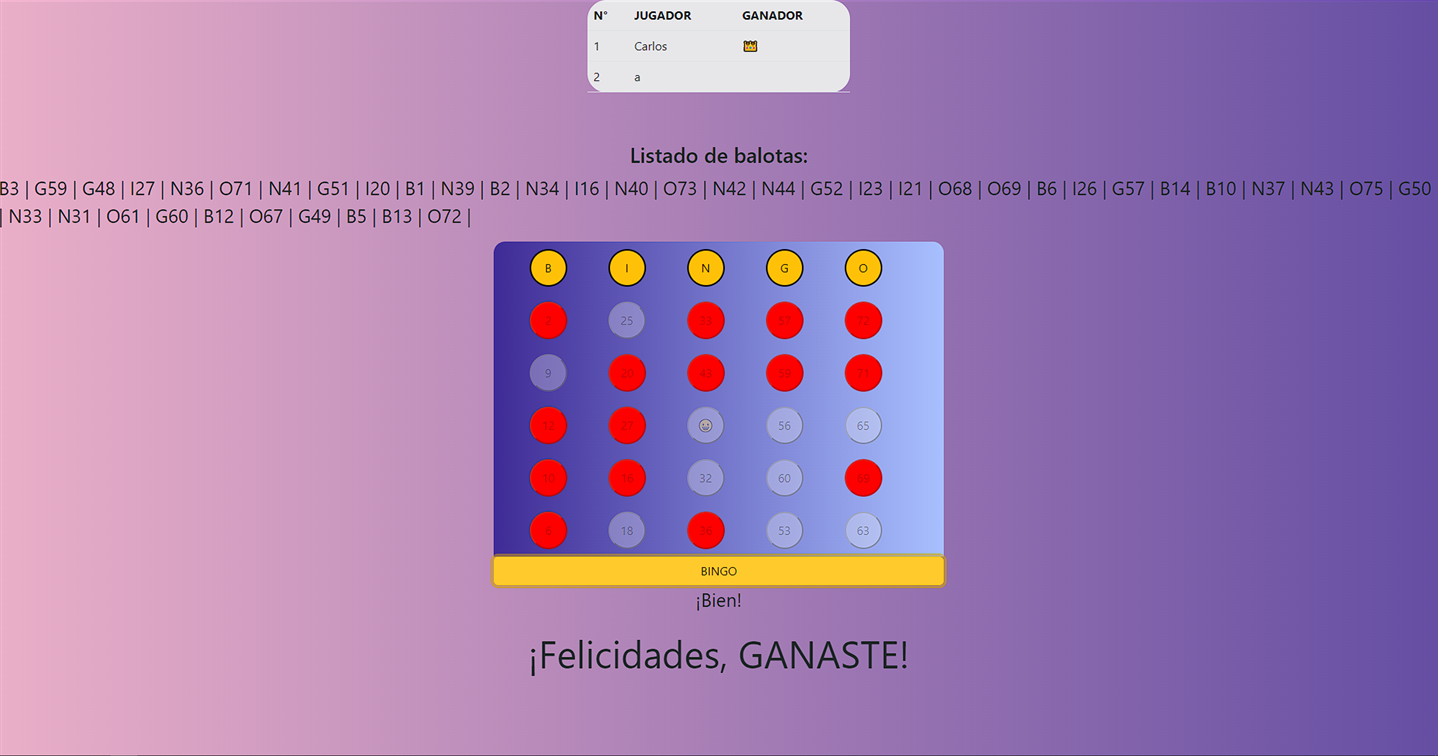 N° JUGADOR GANADOR
1 Carlos
2 a
Listado de balotas:
B3 | G59 | G48 | I27 | N36 | O71 | N41 | G51 | I20 | B1 | N39 | B2 | N34 | I16 | N40 | O73 | N42 | N44 | G52 | I23 | I21 | O68 | O69 | B6 | I26 | G57 | B14 | B10 | N37 | N43 | O75 | G50
| N33 | N31 | O61 | G60 | B12 | O67 | G49 | B5 | B13 | O72 |
B I N G O
2 25 33 57 72
9 20 43 59 71
12 27 56 65
10 16 32 60 69
6 18 36 53 63
BINGO
¡Bien!
¡Felicidades, GANASTE!